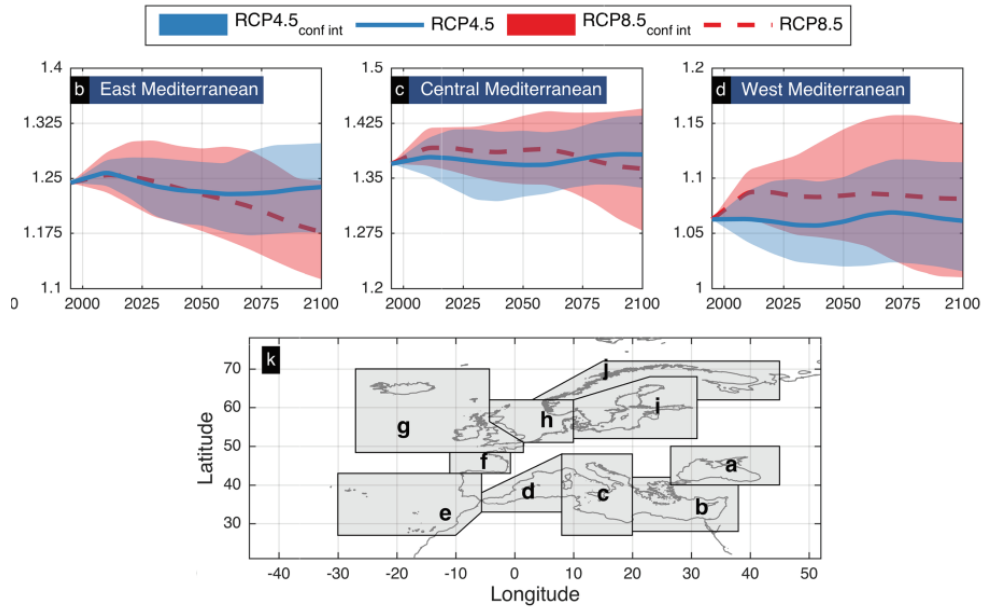 RCP4.5 conf int RCP4.5 RCP8.5 conf int RCP8.5
b East Mediterranean
1.4
1.325
1.25
1.175
1.1
0
2000 2025 2050 2075 2100
c Central Mediterranean
1.5
1.425
1.35
1.275
1.2
2000 2025 2050 2075 2100
d West Mediterranean
1.2
1.15
1.1
1.05
1
2000 2025 2050 2075 2100
k
Latitude
70
60
50
40
30
j
g
h
i
f
a
d
c
b
e
-40 -30 -20 -10 0 10 20 30 40 50
Longitude